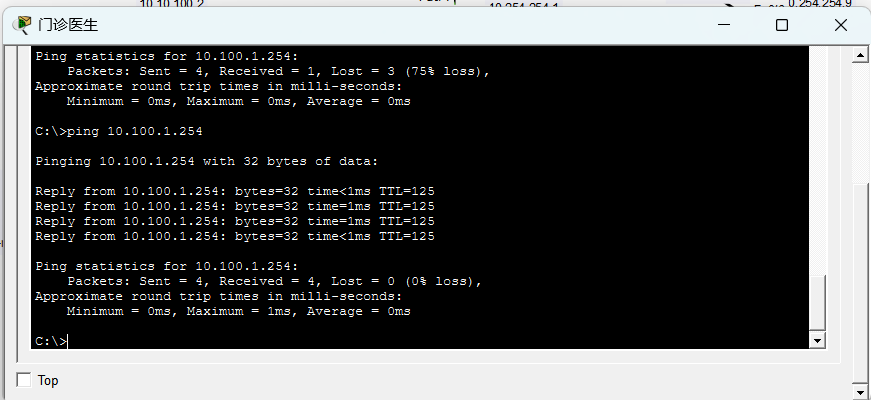 10.10.100.2
10.254.254.1
0.254.254.9
门诊医生
Ping statistics for 10.100.1.254:
    Packets: Sent = 4, Received = 1, Lost = 3 (75% loss),
Approximate round trip times in milli-seconds:
    Minimum = 0ms, Maximum = 0ms, Average = 0ms
C:\>ping 10.100.1.254
Pinging 10.100.1.254 with 32 bytes of data:
Reply from 10.100.1.254: bytes=32 time<1ms TTL=125
Reply from 10.100.1.254: bytes=32 time=1ms TTL=125
Reply from 10.100.1.254: bytes=32 time=1ms TTL=125
Reply from 10.100.1.254: bytes=32 time<1ms TTL=125
Ping statistics for 10.100.1.254:
    Packets: Sent = 4, Received = 4, Lost = 0 (0% loss),
Approximate round trip times in milli-seconds:
    Minimum = 0ms, Maximum = 1ms, Average = 0ms
C:\>
Top